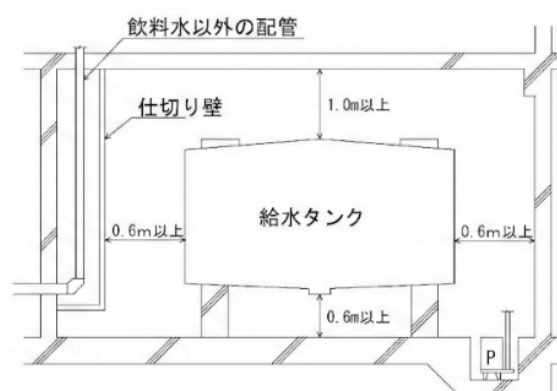 飲料水以外の配管
仕切り壁
1.0m以上
給水タンク
0.6m以上
0.6m以上
0.6m以上
P